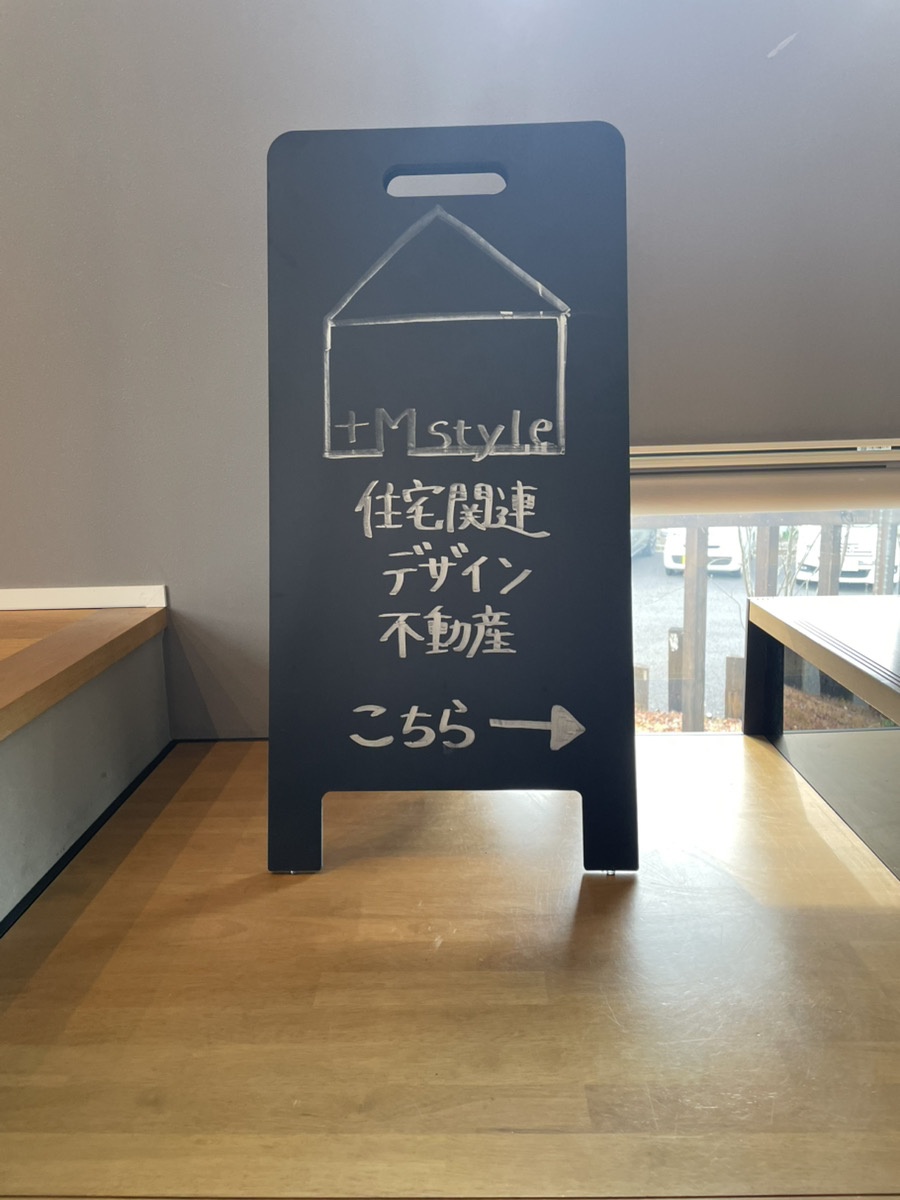 +M style
住宅関連
デザイン
不動産
こちら→